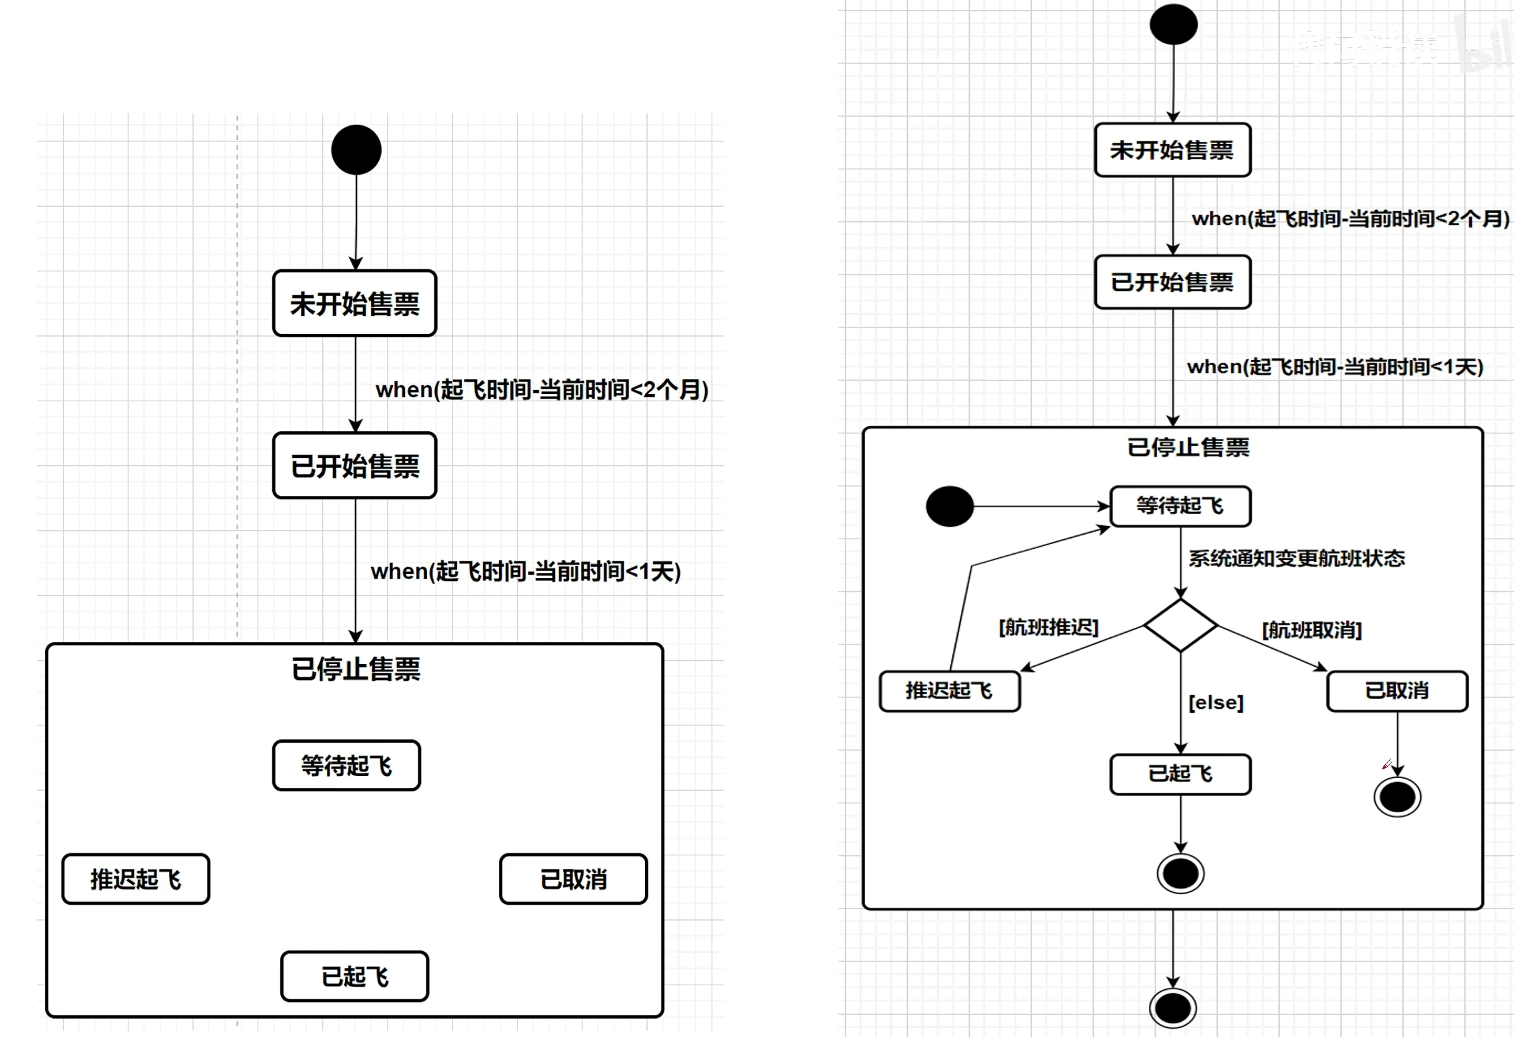 未开始售票
when(起飞时间-当前时间<2个月)
已开始售票
when(起飞时间-当前时间<1天)
已停止售票
等待起飞
推迟起飞
已取消
已起飞
未开始售票
when(起飞时间-当前时间<2个月)
已开始售票
when(起飞时间-当前时间<1天)
已停止售票
等待起飞
系统通知变更航班状态
[航班推迟]
[航班取消]
推迟起飞
已取消
[else]
已起飞